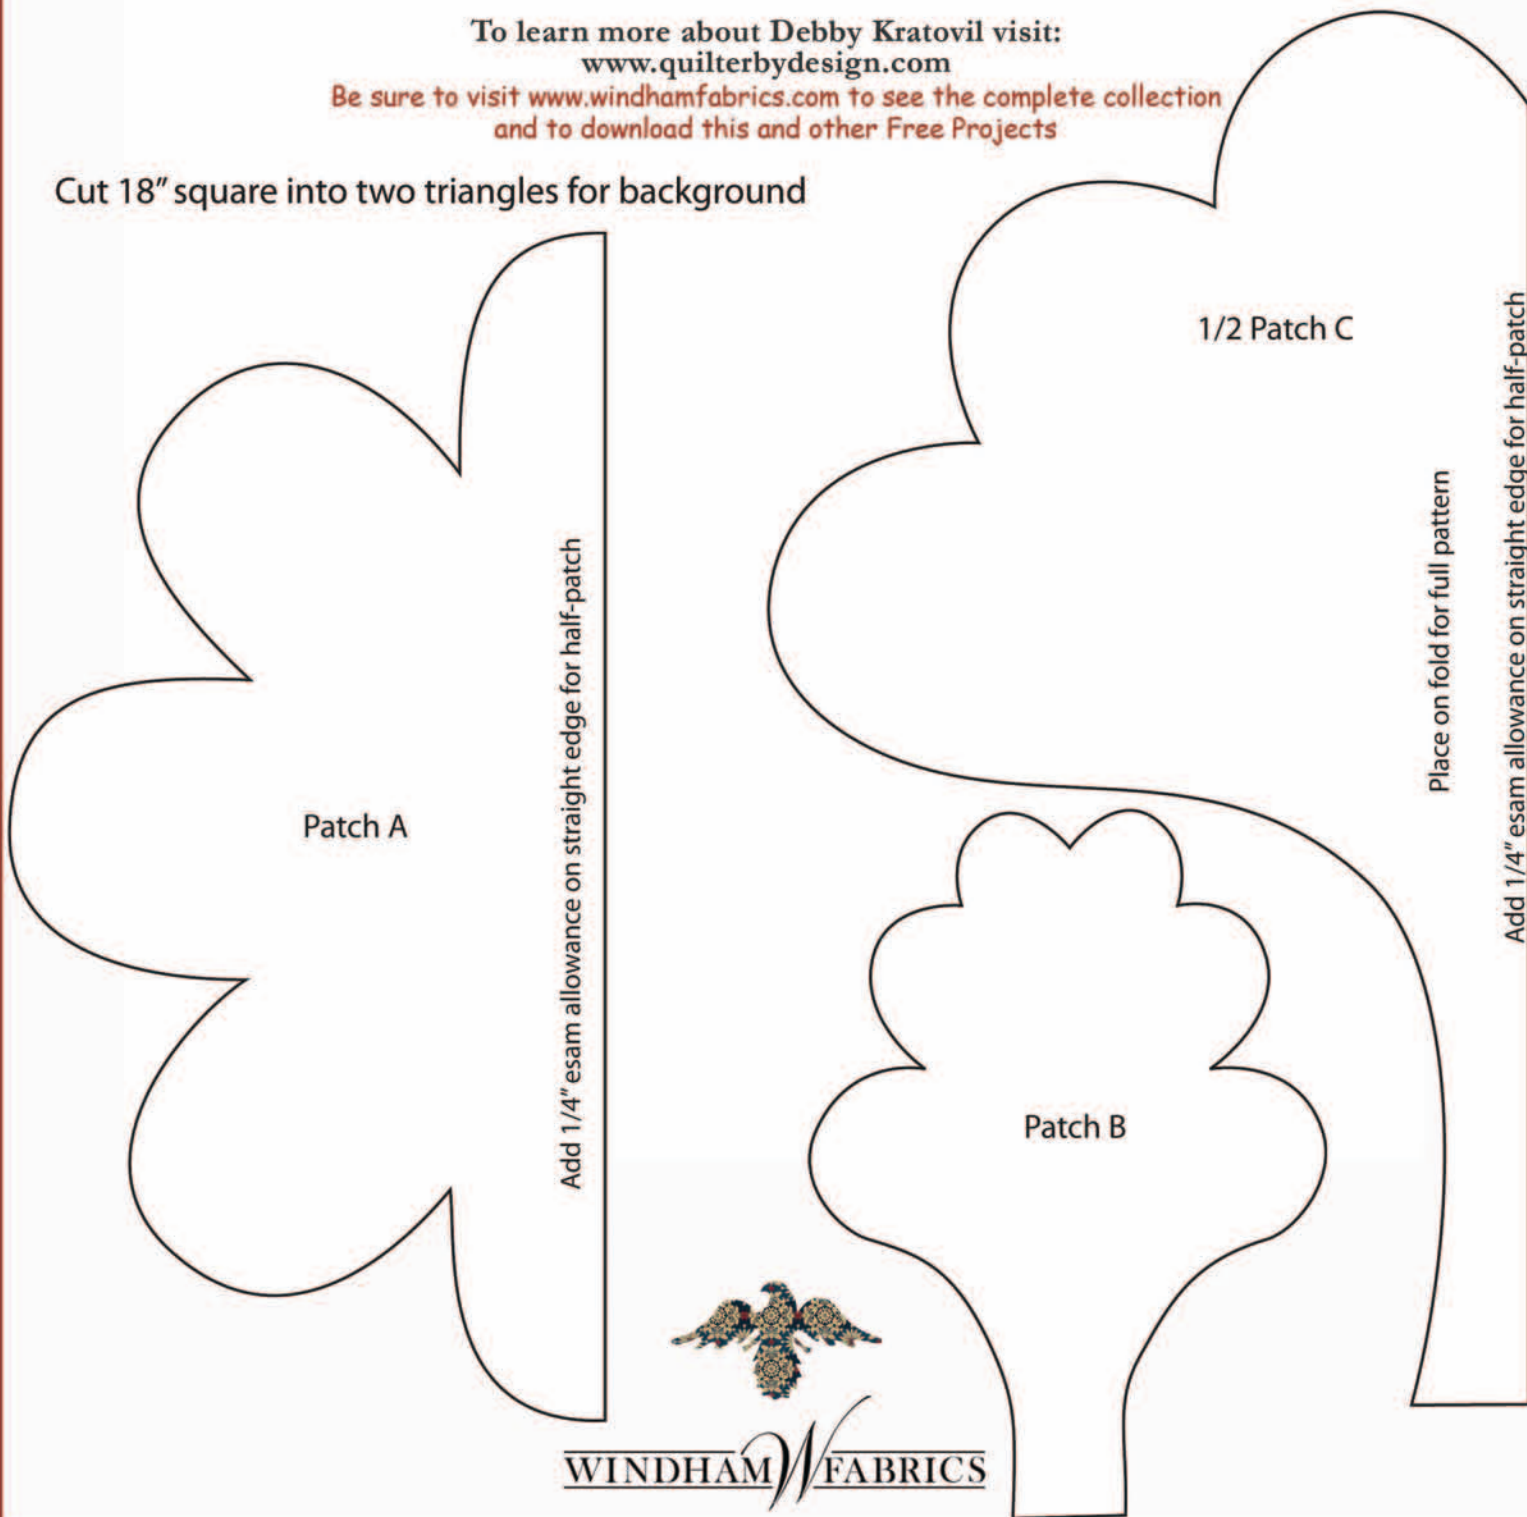 To learn more about Debby Kratovil visit:
www.quilterbydesign.com
Be sure to visit www.windhamfabrics.com to see the complete collection
and to download this and other Free Projects
Cut 18" square into two triangles for background
1/2 Patch C
Place on fold for full pattern
Add 1/4" esam allowance on straight edge for half-patch
Patch A
Add 1/4" esam allowance on straight edge for half-patch
Patch B
WINDHAM W FABRICS